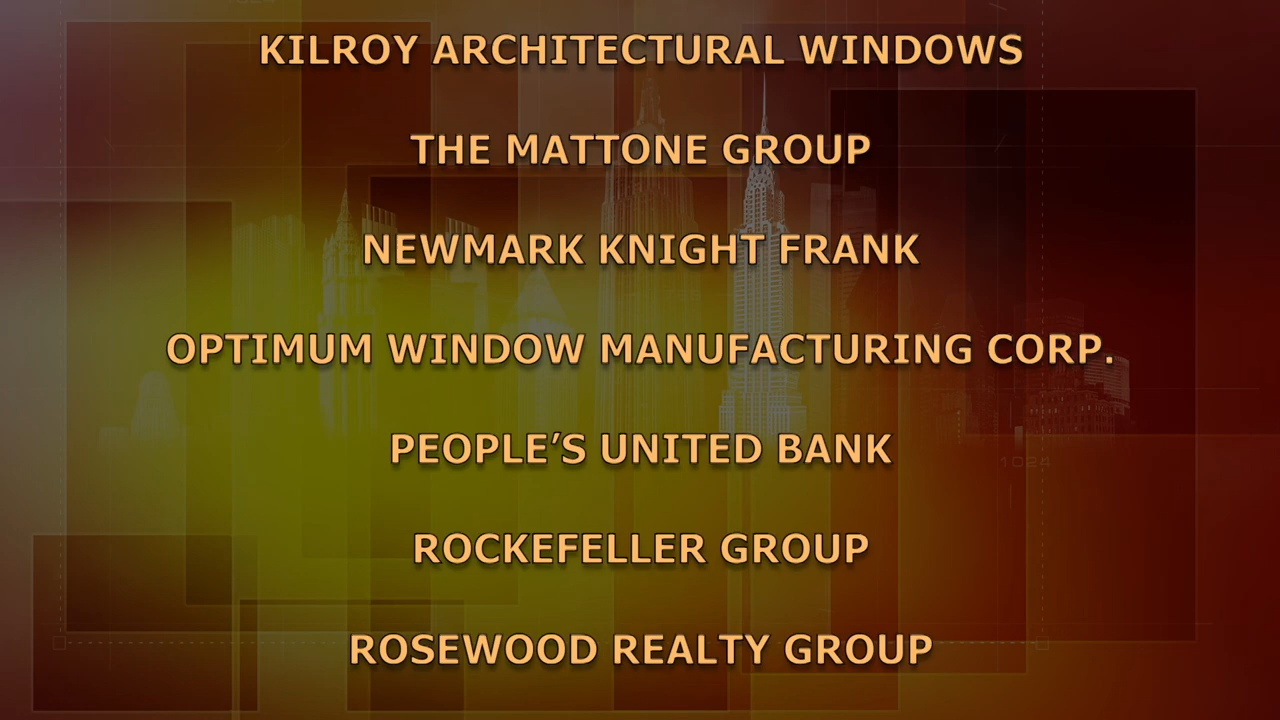 KILROY ARCHITECTURAL WINDOWS
THE MATTONE GROUP
NEWMARK KNIGHT FRANK
OPTIMUM WINDOW MANUFACTURING CORP.
PEOPLE’S UNITED BANK
1024
ROCKEFELLER GROUP
ROSEWOOD REALTY GROUP